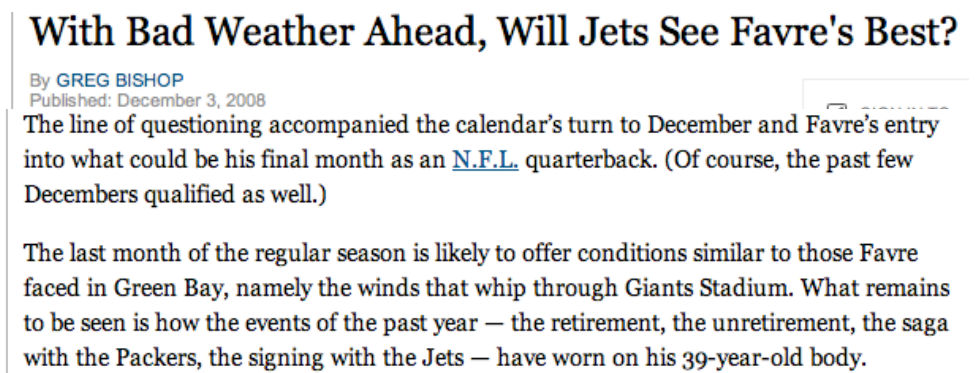 With Bad Weather Ahead, Will Jets See Favre's Best?
By GREG BISHOP
Published: December 3, 2008
The line of questioning accompanied the calendar’s turn to December and Favre’s entry
into what could be his final month as an N.F.L. quarterback. (Of course, the past few
Decembers qualified as well.)
The last month of the regular season is likely to offer conditions similar to those Favre
faced in Green Bay, namely the winds that whip through Giants Stadium. What remains
to be seen is how the events of the past year — the retirement, the unretirement, the saga
with the Packers, the signing with the Jets — have worn on his 39-year-old body.